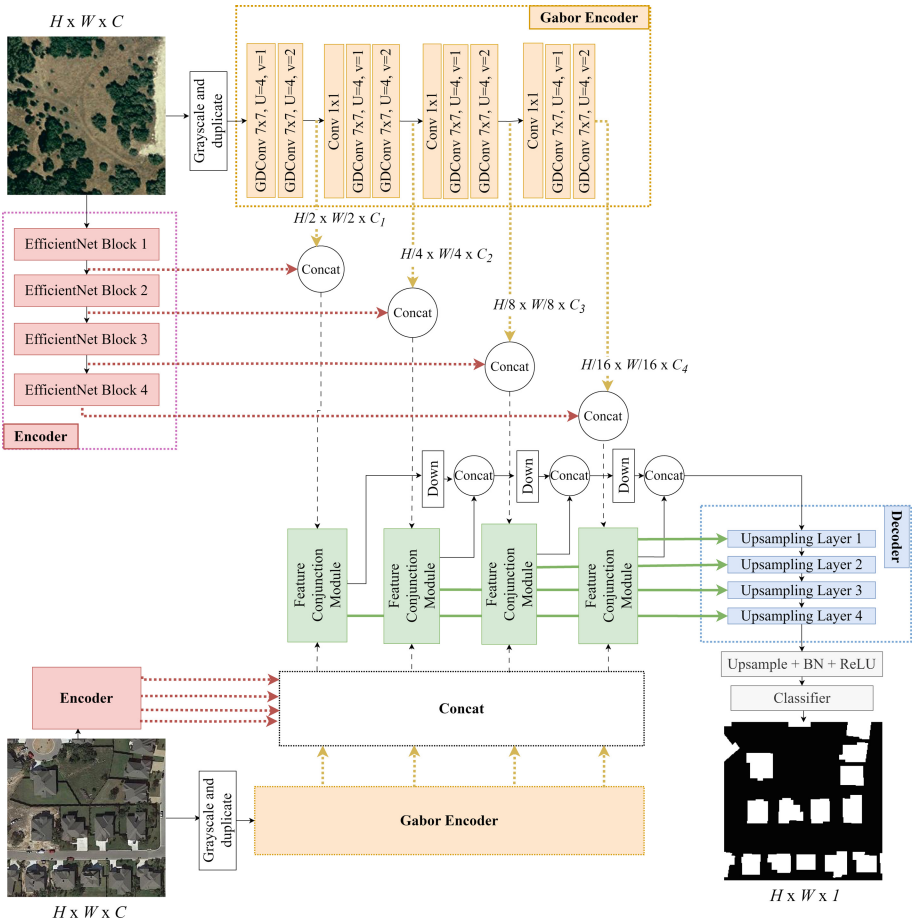 H x W x C
Gabor Encoder
Grayscale and
duplicate
GDConv 7x7, U=4, v=1
GDConv 7x7, U=4, v=2
Conv 1x1
GDConv 7x7, U=4, v=1
GDConv 7x7, U=4, v=2
Conv 1x1
GDConv 7x7, U=4, v=1
GDConv 7x7, U=4, v=2
Conv 1x1
GDConv 7x7, U=4, v=1
GDConv 7x7, U=4, v=2
H/2 x W/2 x C1
H/4 x W/4 x C2
H/8 x W/8 x C3
H/16 x W/16 x C4
EfficientNet Block 1
EfficientNet Block 2
EfficientNet Block 3
EfficientNet Block 4
Encoder
Concat
Concat
Concat
Concat
Down
Concat
Down
Concat
Down
Concat
Feature
Conjunction
Module
Feature
Conjunction
Module
Feature
Conjunction
Module
Feature
Conjunction
Module
Decoder
Upsampling Layer 1
Upsampling Layer 2
Upsampling Layer 3
Upsampling Layer 4
Upsample + BN + ReLU
Classifier
Encoder
Concat
Grayscale and
duplicate
Gabor Encoder
H x W x C
H x W x 1